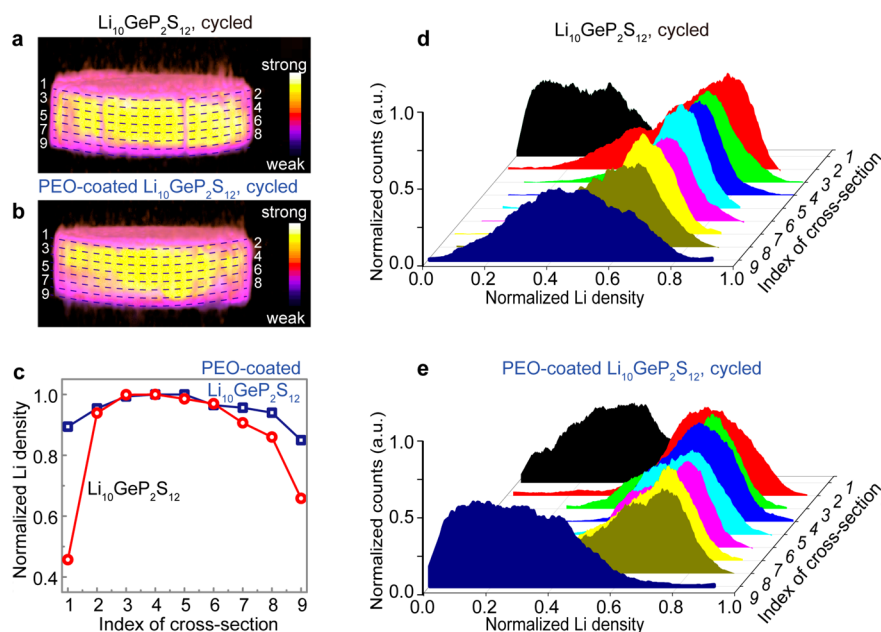 a
Li10GeP2S12, cycled
strong
1
3
5
7
9
2
4
6
8
weak
b
PEO-coated Li10GeP2S12, cycled
strong
1
3
5
7
9
2
4
6
8
weak
c
PEO-coated
Li10GeP2S12
Li10GeP2S12
Normalized Li density
1.0
0.9
0.8
0.7
0.6
0.5
0.4
1 2 3 4 5 6 7 8 9
Index of cross-section
d
Li10GeP2S12, cycled
Normalized counts (a.u.)
1.0
0.5
0.0
0.0 0.2 0.4 0.6 0.8 1.0
Normalized Li density
9 8 7 6 5 4 3 2 1
Index of cross-section
e
PEO-coated Li10GeP2S12, cycled
Normalized counts (a.u.)
1.0
0.5
0.0
0.0 0.2 0.4 0.6 0.8 1.0
Normalized Li density
9 8 7 6 5 4 3 2 1
Index of cross-section